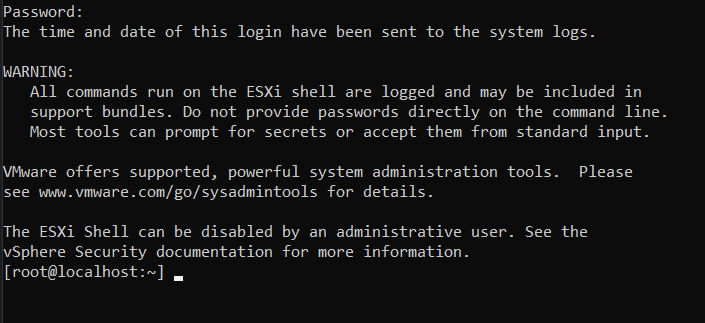 Password:
The time and date of this login have been sent to the system logs.
WARNING:
All commands run on the ESXi shell are logged and may be included in
support bundles. Do not provide passwords directly on the command line.
Most tools can prompt for secrets or accept them from standard input.
VMware offers supported, powerful system administration tools.  Please
see www.vmware.com/go/sysadmintools for details.
The ESXi Shell can be disabled by an administrative user. See the
vSphere Security documentation for more information.
[root@localhost:~]